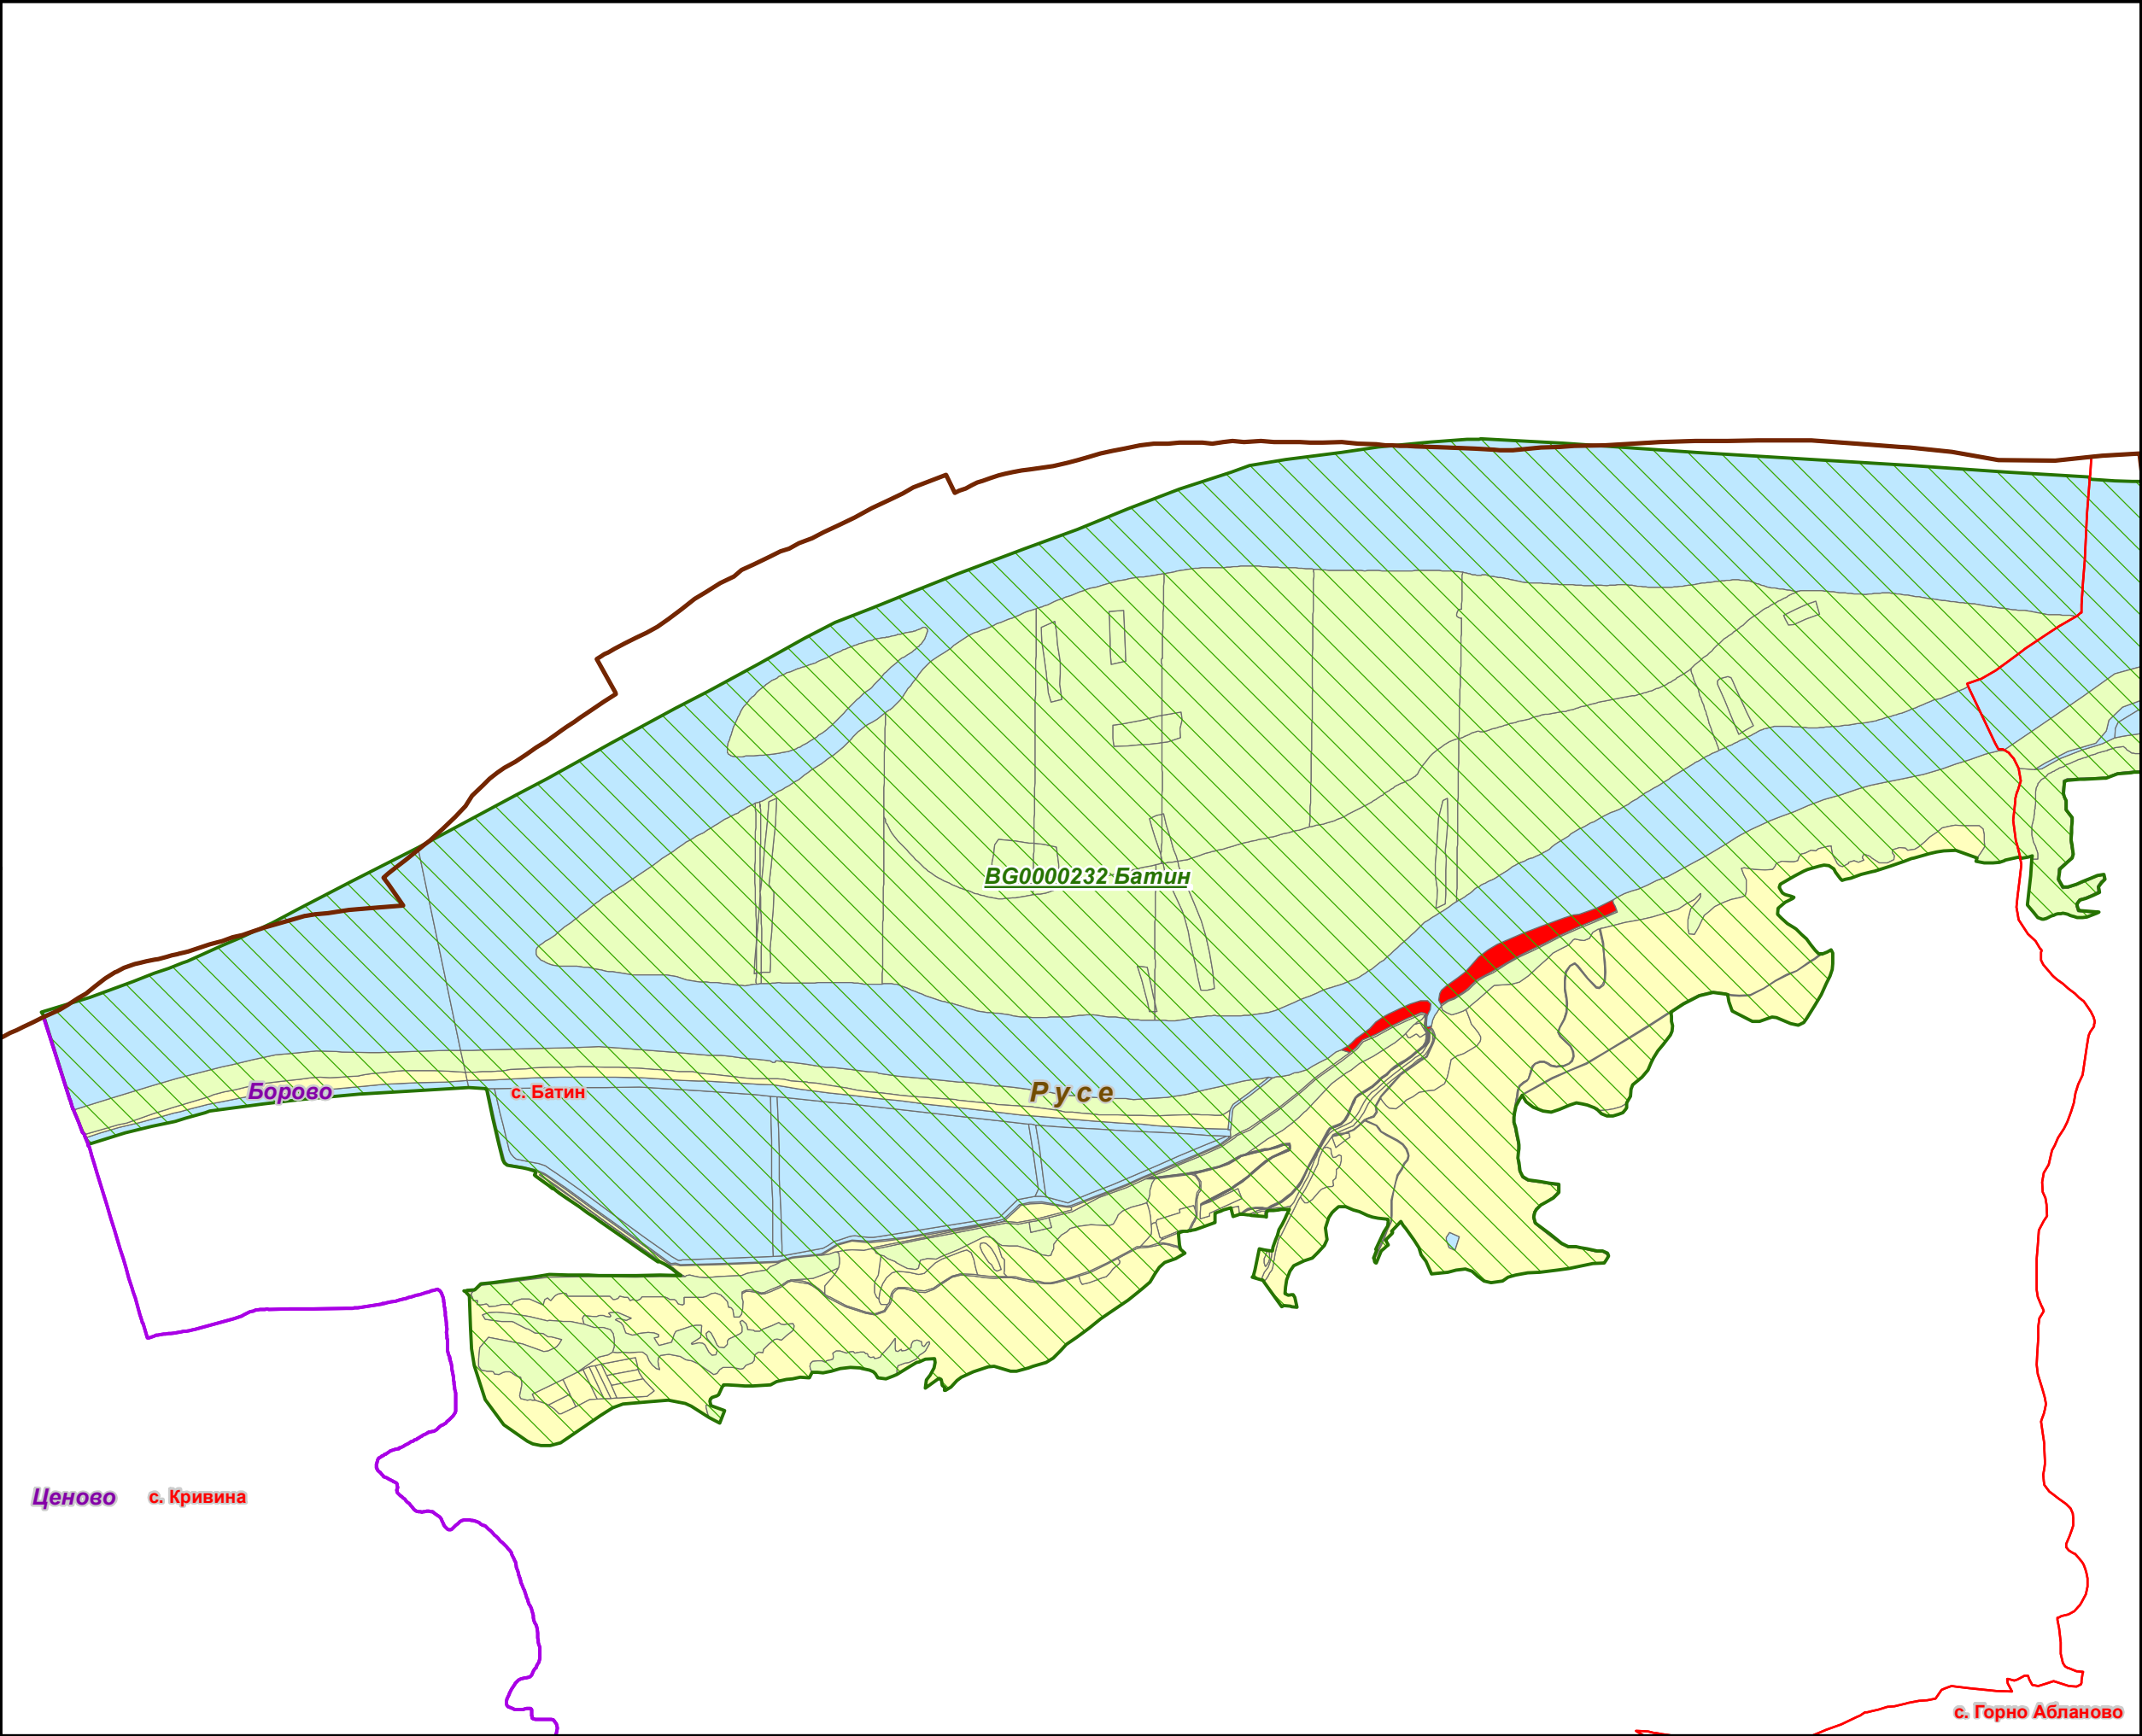 BG0000232 Батин
Борово
с. Батин
Русе
Ценово
с. Кривина
с. Горно Абланово